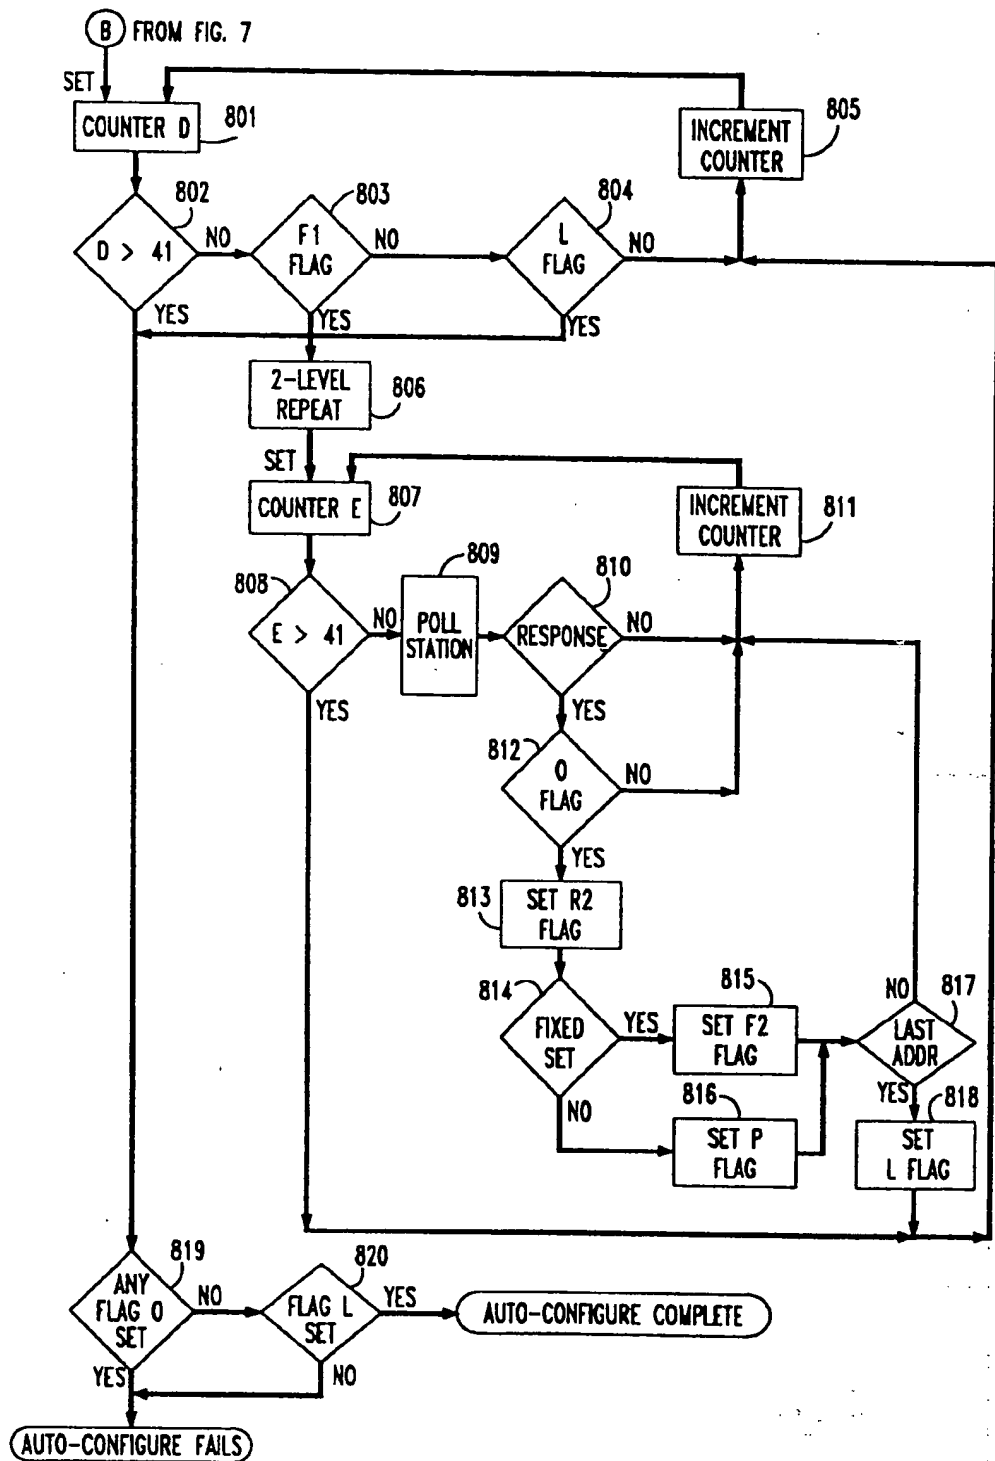 B FROM FIG. 7
SET
COUNTER D
801
INCREMENT
COUNTER
805
802
D > 41
NO
YES
803
F1
FLAG
NO
YES
804
L
FLAG
NO
YES
2-LEVEL
REPEAT
806
SET
COUNTER E
807
INCREMENT
COUNTER
811
808
E > 41
NO
YES
809
POLL
STATION
810
RESPONSE
NO
YES
812
O
FLAG
NO
YES
813
SET R2
FLAG
814
FIXED
SET
YES
NO
815
SET F2
FLAG
816
SET P
FLAG
NO
817
LAST
ADDR
YES
818
SET
L FLAG
819
ANY
FLAG O
SET
NO
YES
820
FLAG L
SET
YES
NO
AUTO-CONFIGURE COMPLETE
AUTO-CONFIGURE FAILS